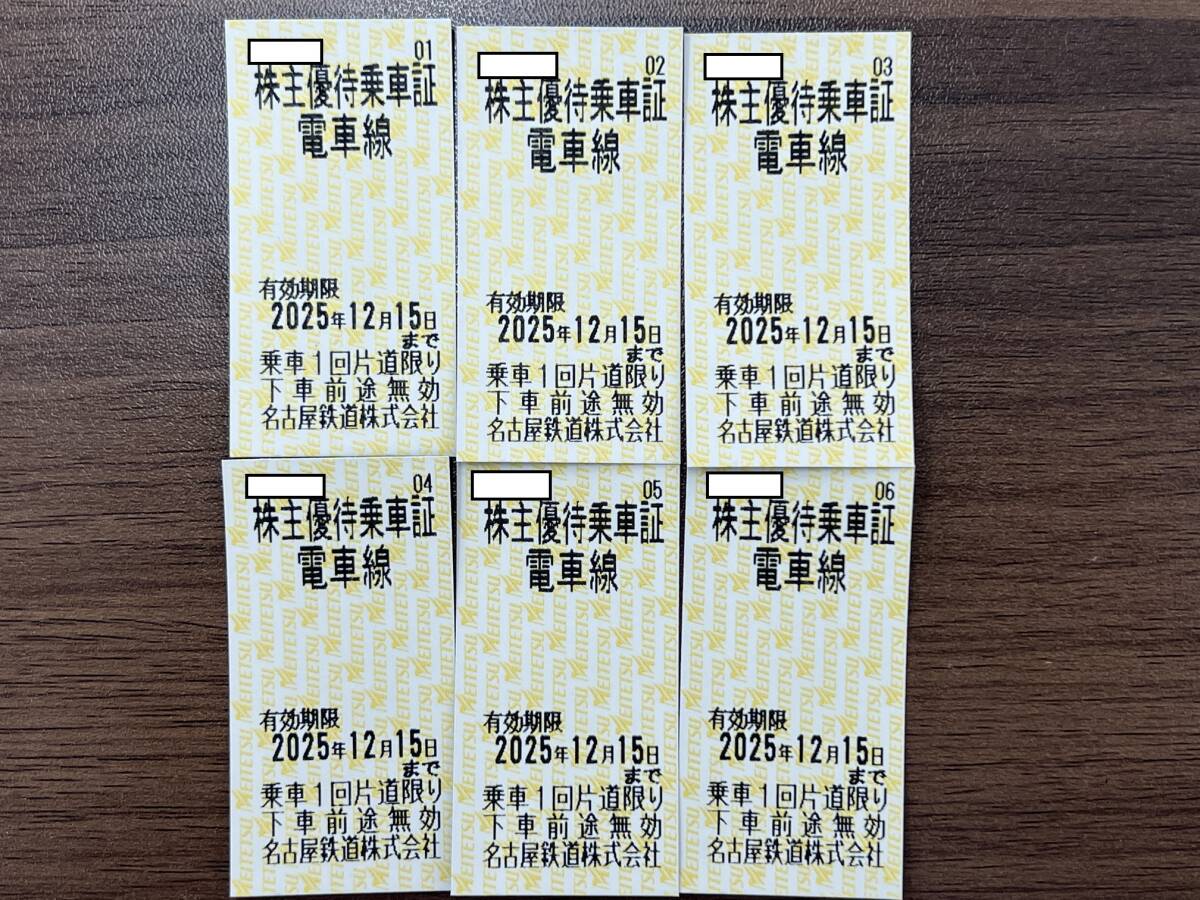 01
株主優待乗車証
電車線
有効期限
2025年12月15日
まで
乗車1回片道限り
下車前途無効
名古屋鉄道株式会社
02
株主優待乗車証
電車線
有効期限
2025年12月15日
まで
乗車1回片道限り
下車前途無効
名古屋鉄道株式会社
03
株主優待乗車証
電車線
有効期限
2025年12月15日
まで
乗車1回片道限り
下車前途無効
名古屋鉄道株式会社
04
株主優待乗車証
電車線
有効期限
2025年12月15日
まで
乗車1回片道限り
下車前途無効
名古屋鉄道株式会社
05
株主優待乗車証
電車線
有効期限
2025年12月15日
まで
乗車1回片道限り
下車前途無効
名古屋鉄道株式会社
06
株主優待乗車証
電車線
有効期限
2025年12月15日
まで
乗車1回片道限り
下車前途無効
名古屋鉄道株式会社